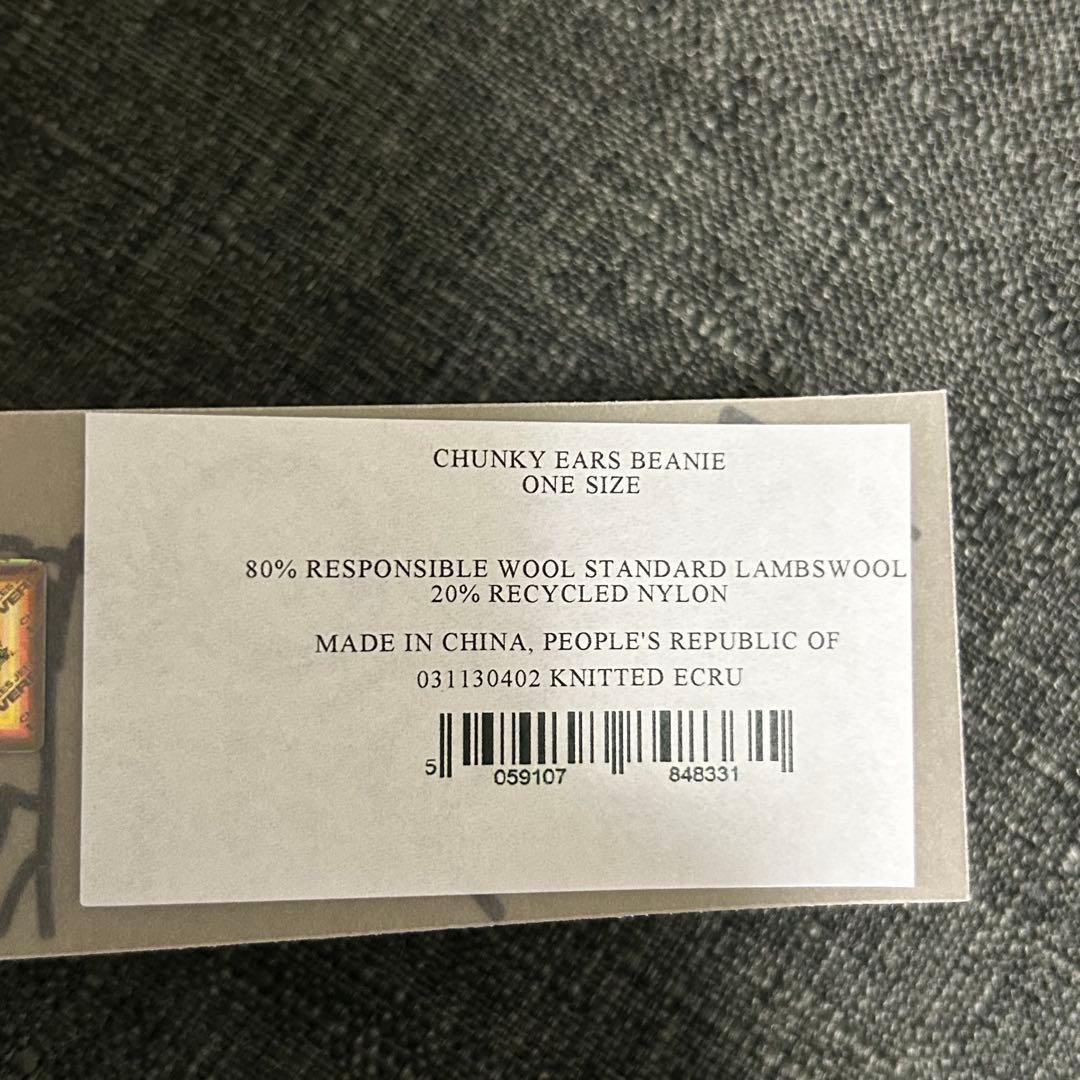 CHUNKY EARS BEANIE
ONE SIZE
80% RESPONSIBLE WOOL STANDARD LAMBSWOOL
20% RECYCLED NYLON
MADE IN CHINA, PEOPLE'S REPUBLIC OF
031130402 KNITTED ECRU
5 059107 848331